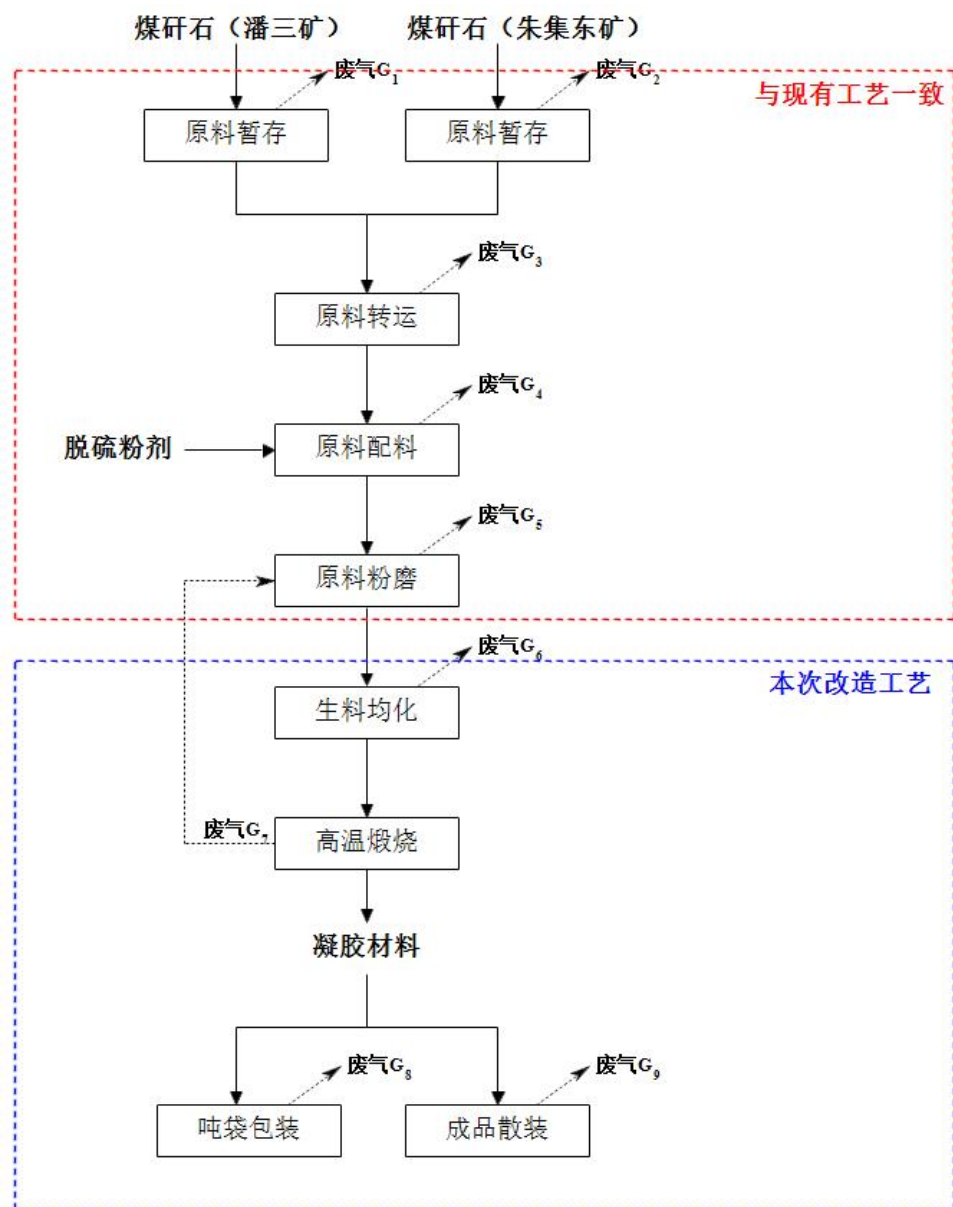 煤矸石（潘三矿）
煤矸石（朱集东矿）
废气G1
废气G2
与现有工艺一致
原料暂存
原料暂存
废气G3
原料转运
废气G4
脱硫粉剂
原料配料
废气G5
原料粉磨
废气G6
本次改造工艺
生料均化
废气G7
高温煅烧
凝胶材料
废气G8
废气G9
吨袋包装
成品散装